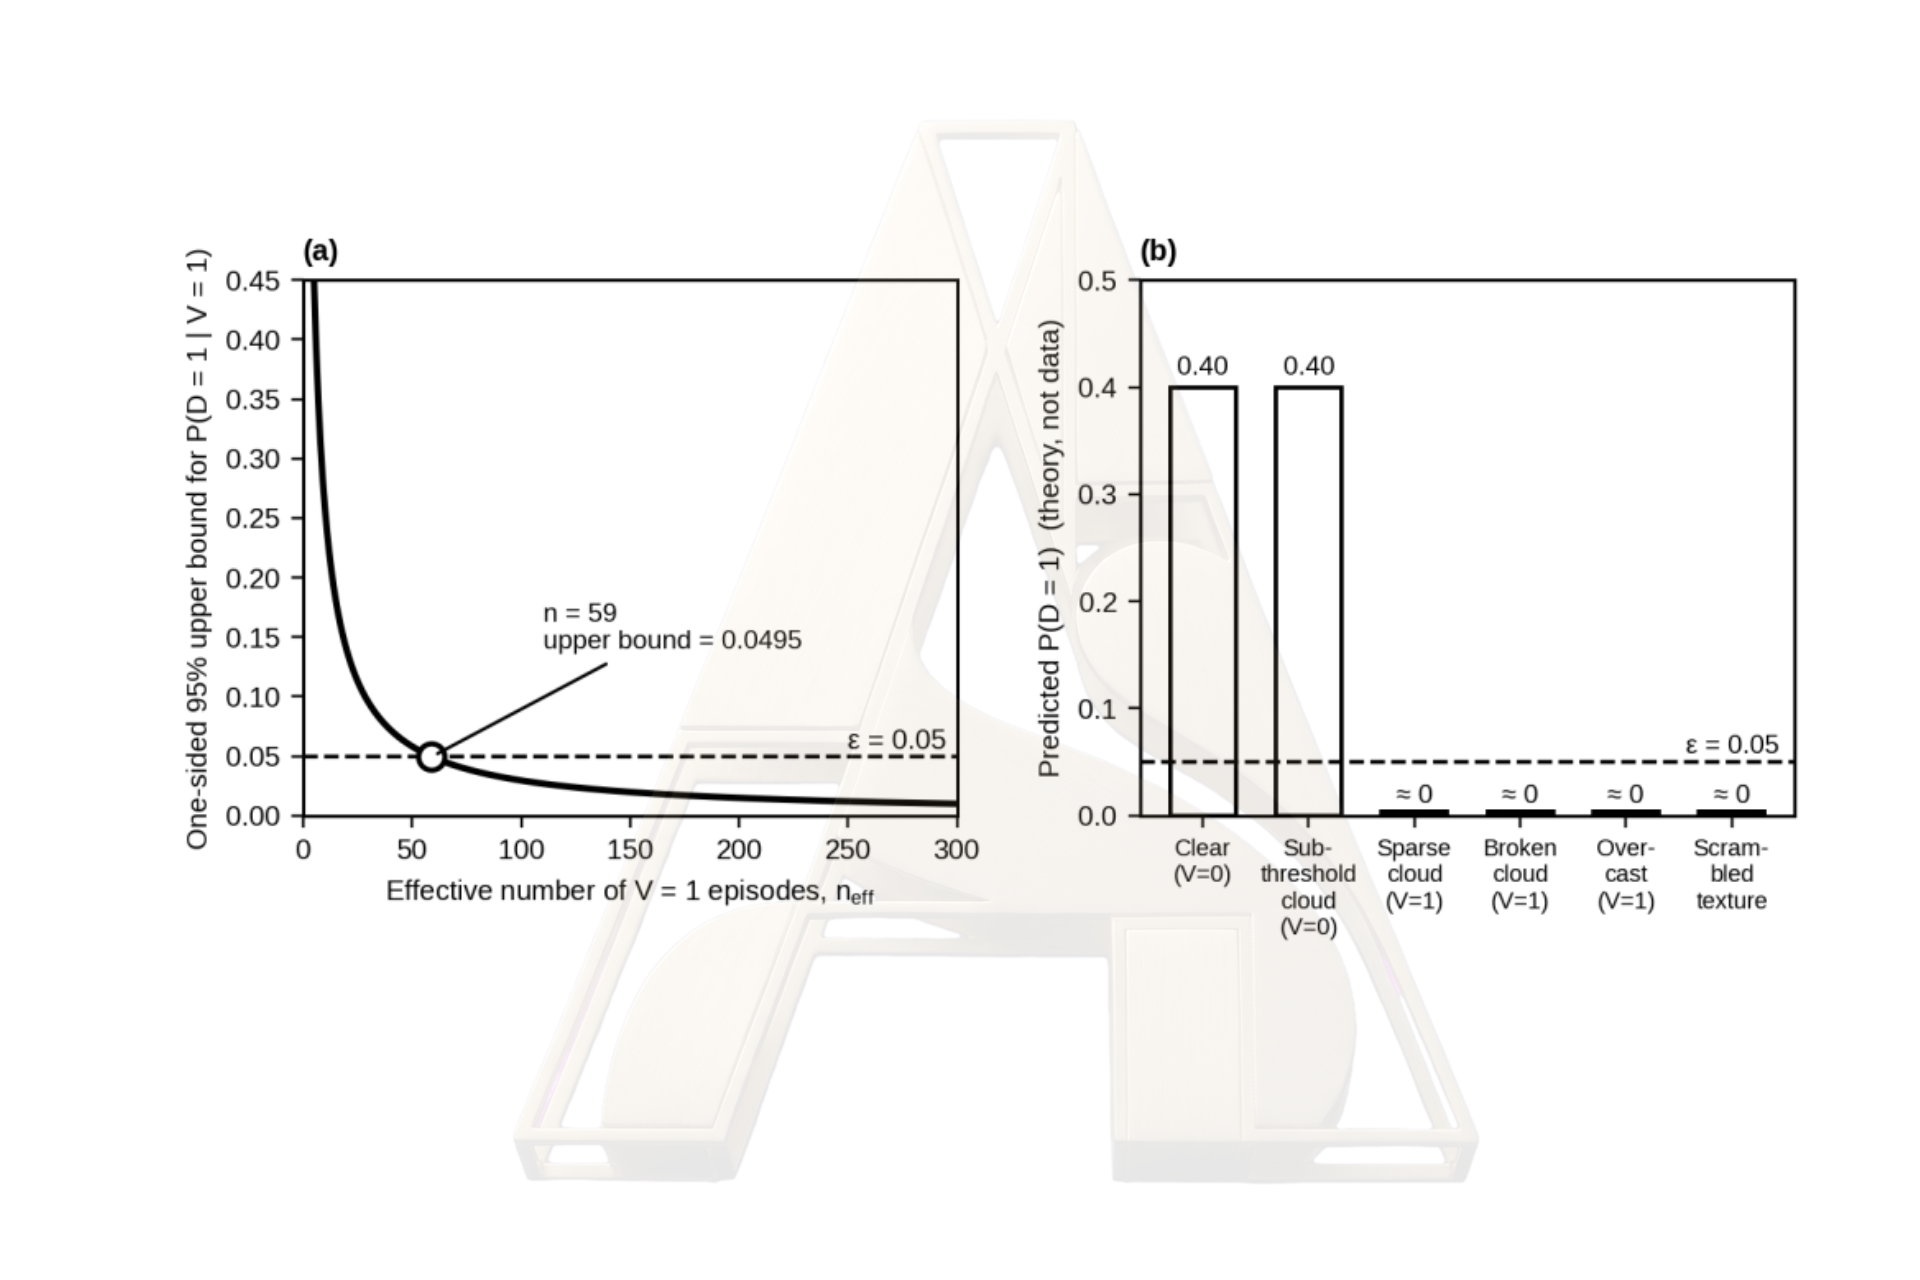 (a)
One-sided 95% upper bound for P(D = 1 | V = 1)
0.45
0.40
0.35
0.30
0.25
0.20
0.15
0.10
0.05
0.00
n = 59
upper bound = 0.0495
ε = 0.05
0 50 100 150 200 250 300
Effective number of V = 1 episodes, neff
(b)
Predicted P(D = 1) (theory, not data)
0.5
0.4
0.3
0.2
0.1
0.0
0.40 0.40
ε = 0.05
≈ 0 ≈ 0 ≈ 0 ≈ 0
Clear
(V=0)
Sub-
threshold
cloud
(V=0)
Sparse
cloud
(V=1)
Broken
cloud
(V=1)
Over-
cast
(V=1)
Scram-
bled
texture